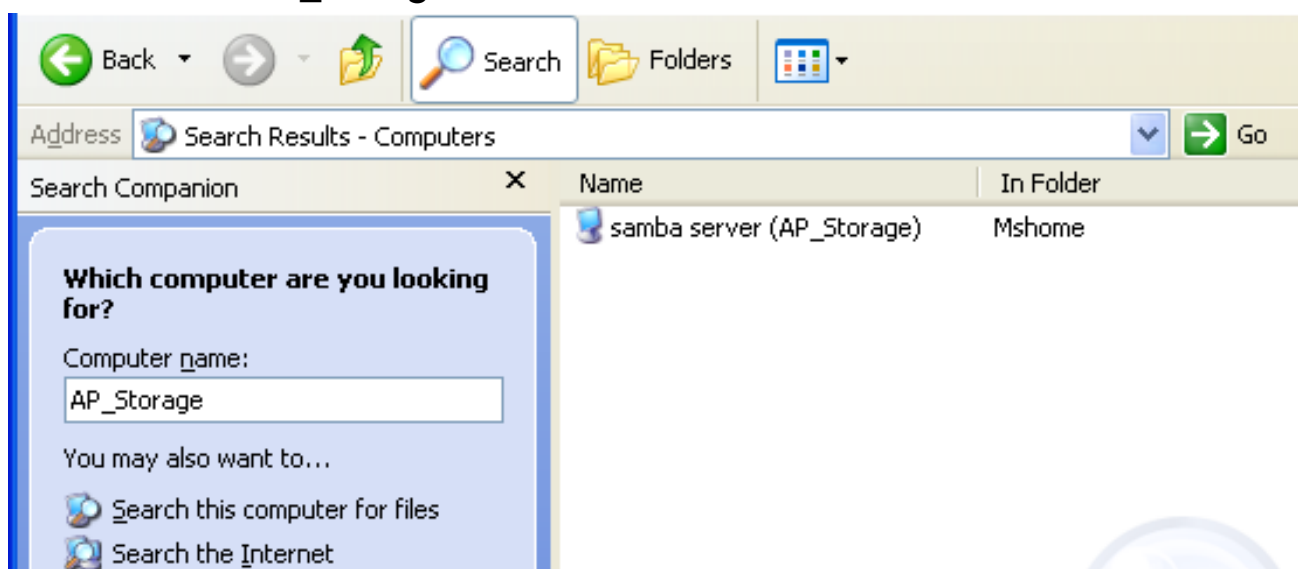 Back
Search
Folders
Address
Search Results - Computers
Go
Search Companion
Name
In Folder
samba server (AP_Storage)
Mshome
Which computer are you looking
for?
Computer name:
AP_Storage
You may also want to...
Search this computer for files
Search the Internet